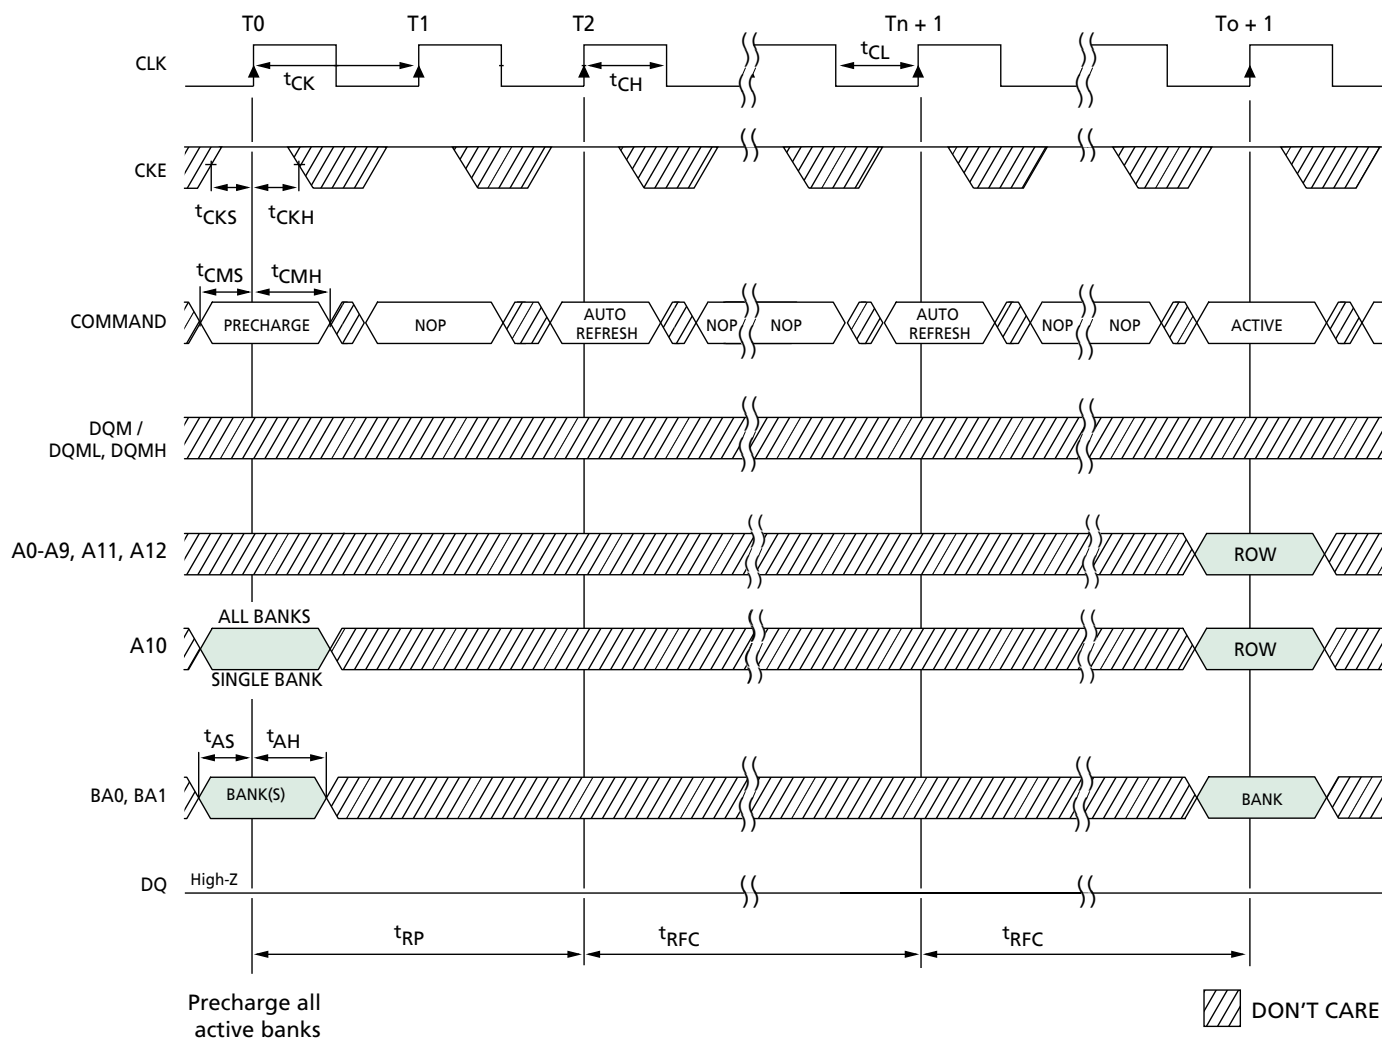 T0 T1 T2 Tn + 1 To + 1
CLK tCK tCH tCL
CKE
tCKS tCKH
tCMS tCMH
COMMAND PRECHARGE NOP AUTO REFRESH NOP NOP AUTO REFRESH NOP NOP ACTIVE
DQM /
DQML, DQMH
A0-A9, A11, A12 ROW
ALL BANKS
A10 ROW
SINGLE BANK
tAS tAH
BA0, BA1 BANK(S) BANK
DQ High-Z
tRP tRFC tRFC
Precharge all
active banks
DON'T CARE